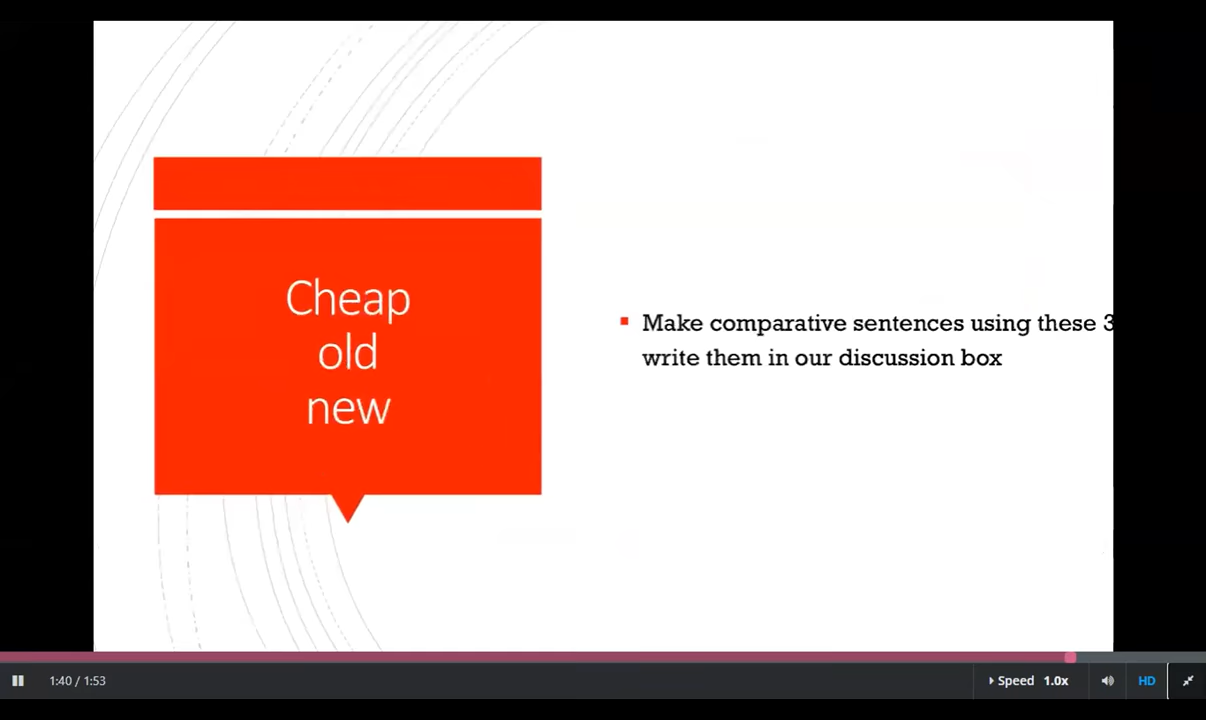 Cheap
old
new
Make comparative sentences using these 3
write them in our discussion box
1:40 / 1:53
Speed 1.0x
HD